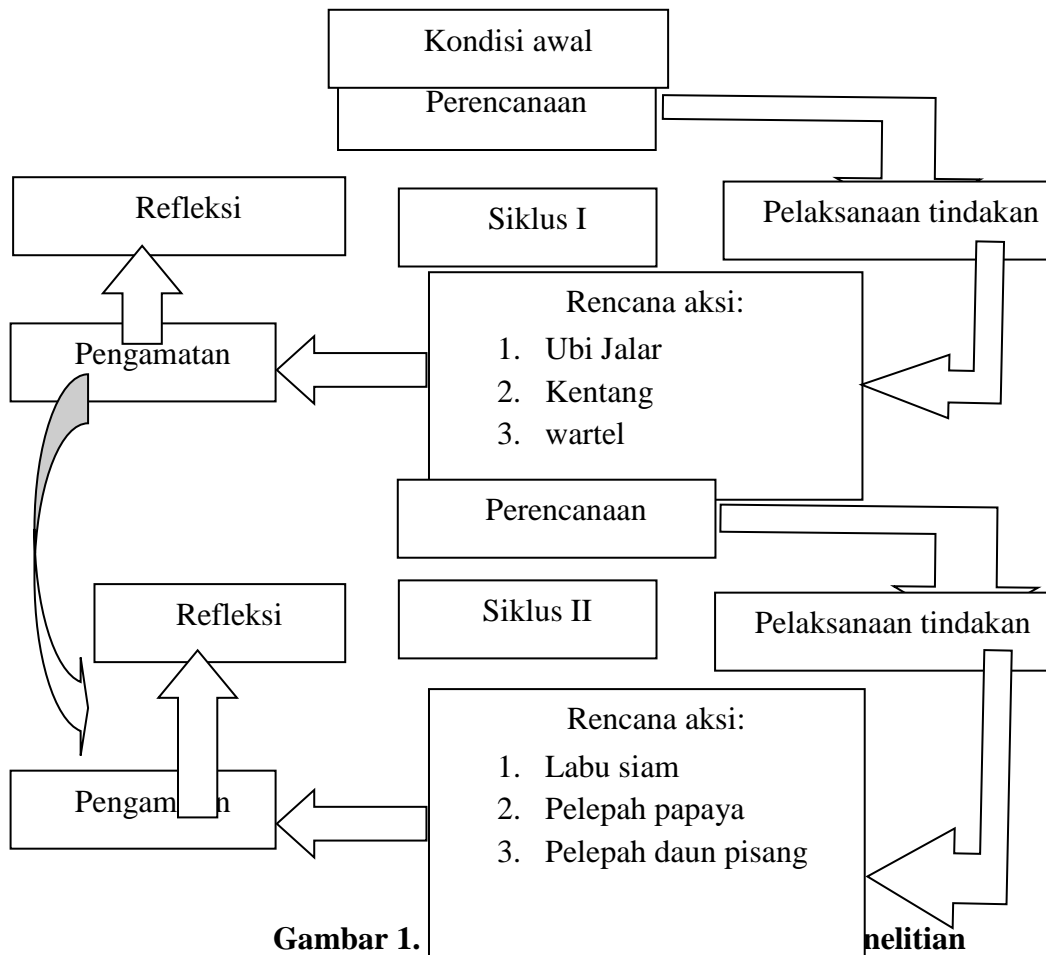 Kondisi awal
Perencanaan
Refleksi
Siklus I
Pelaksanaan tindakan
Rencana aksi:
1. Ubi Jalar
2. Kentang
3. wartel
Pengamatan
Perencanaan
Refleksi
Siklus II
Pelaksanaan tindakan
Rencana aksi:
1. Labu siam
2. Pelepah papaya
3. Pelepah daun pisang
Gambar 1.